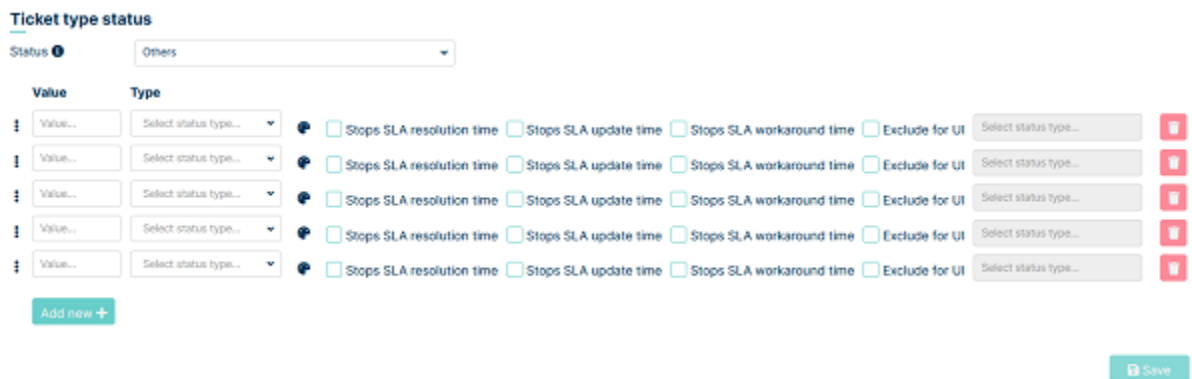 Ticket type status
Status
Others
Value Type
Value... Select status type... Stops SLA resolution time Stops SLA update time Stops SLA workaround time Exclude for UI Select status type...
Value... Select status type... Stops SLA resolution time Stops SLA update time Stops SLA workaround time Exclude for UI Select status type...
Value... Select status type... Stops SLA resolution time Stops SLA update time Stops SLA workaround time Exclude for UI Select status type...
Value... Select status type... Stops SLA resolution time Stops SLA update time Stops SLA workaround time Exclude for UI Select status type...
Value... Select status type... Stops SLA resolution time Stops SLA update time Stops SLA workaround time Exclude for UI Select status type...
Add new +
Save